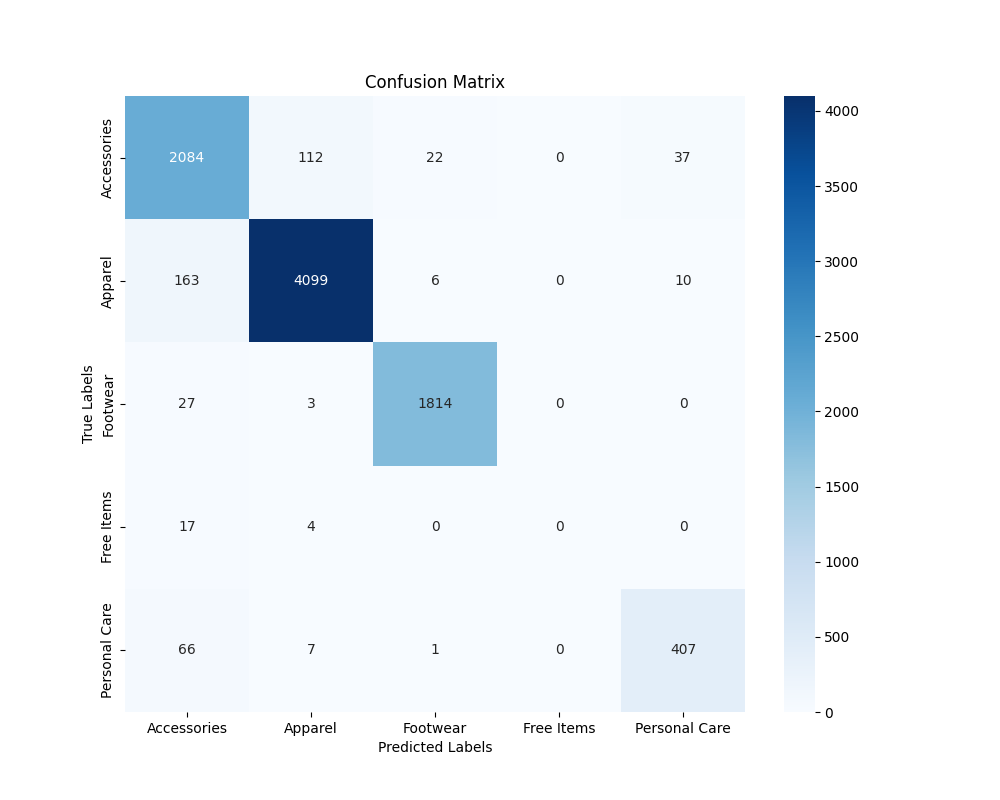 Confusion Matrix
Accessories 2084 112 22 0 37
Apparel 163 4099 6 0 10
Footwear 27 3 1814 0 0
Free Items 17 4 0 0 0
Personal Care 66 7 1 0 407
True Labels
Accessories Apparel Footwear Free Items Personal Care
Predicted Labels
4000
3500
3000
2500
2000
1500
1000
500
0